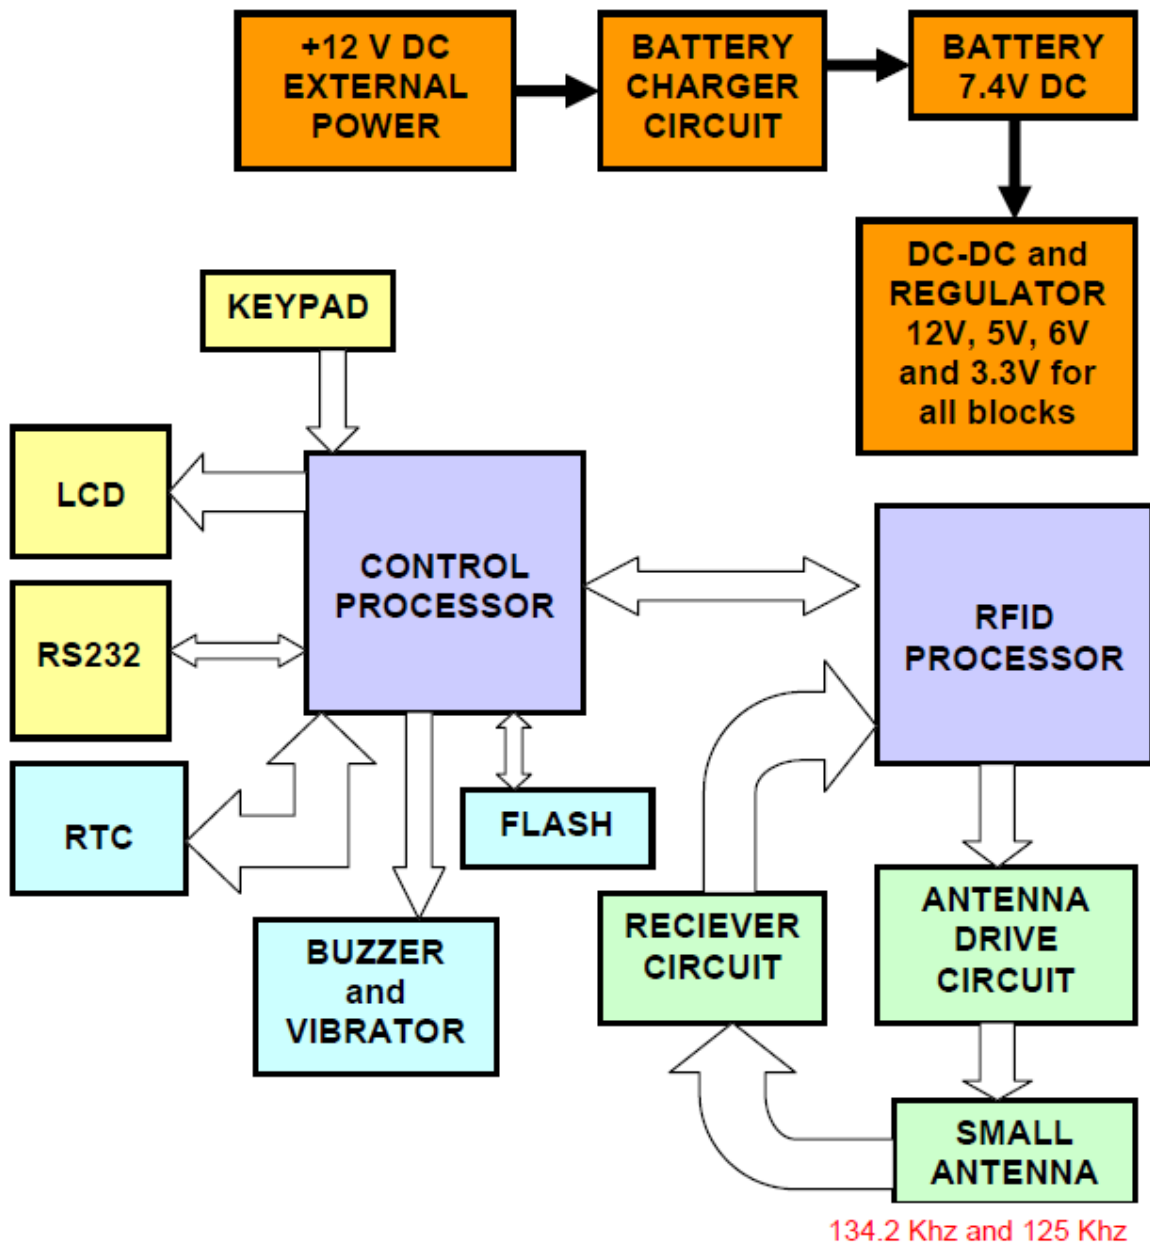 +12 V DC
EXTERNAL
POWER
BATTERY
CHARGER
CIRCUIT
BATTERY
7.4V DC
DC-DC and
REGULATOR
12V, 5V, 6V
and 3.3V for
all blocks
KEYPAD
LCD
CONTROL
PROCESSOR
RS232
RFID
PROCESSOR
RTC
FLASH
BUZZER
and
VIBRATOR
RECIEVER
CIRCUIT
ANTENNA
DRIVE
CIRCUIT
SMALL
ANTENNA
134.2 Khz and 125 Khz